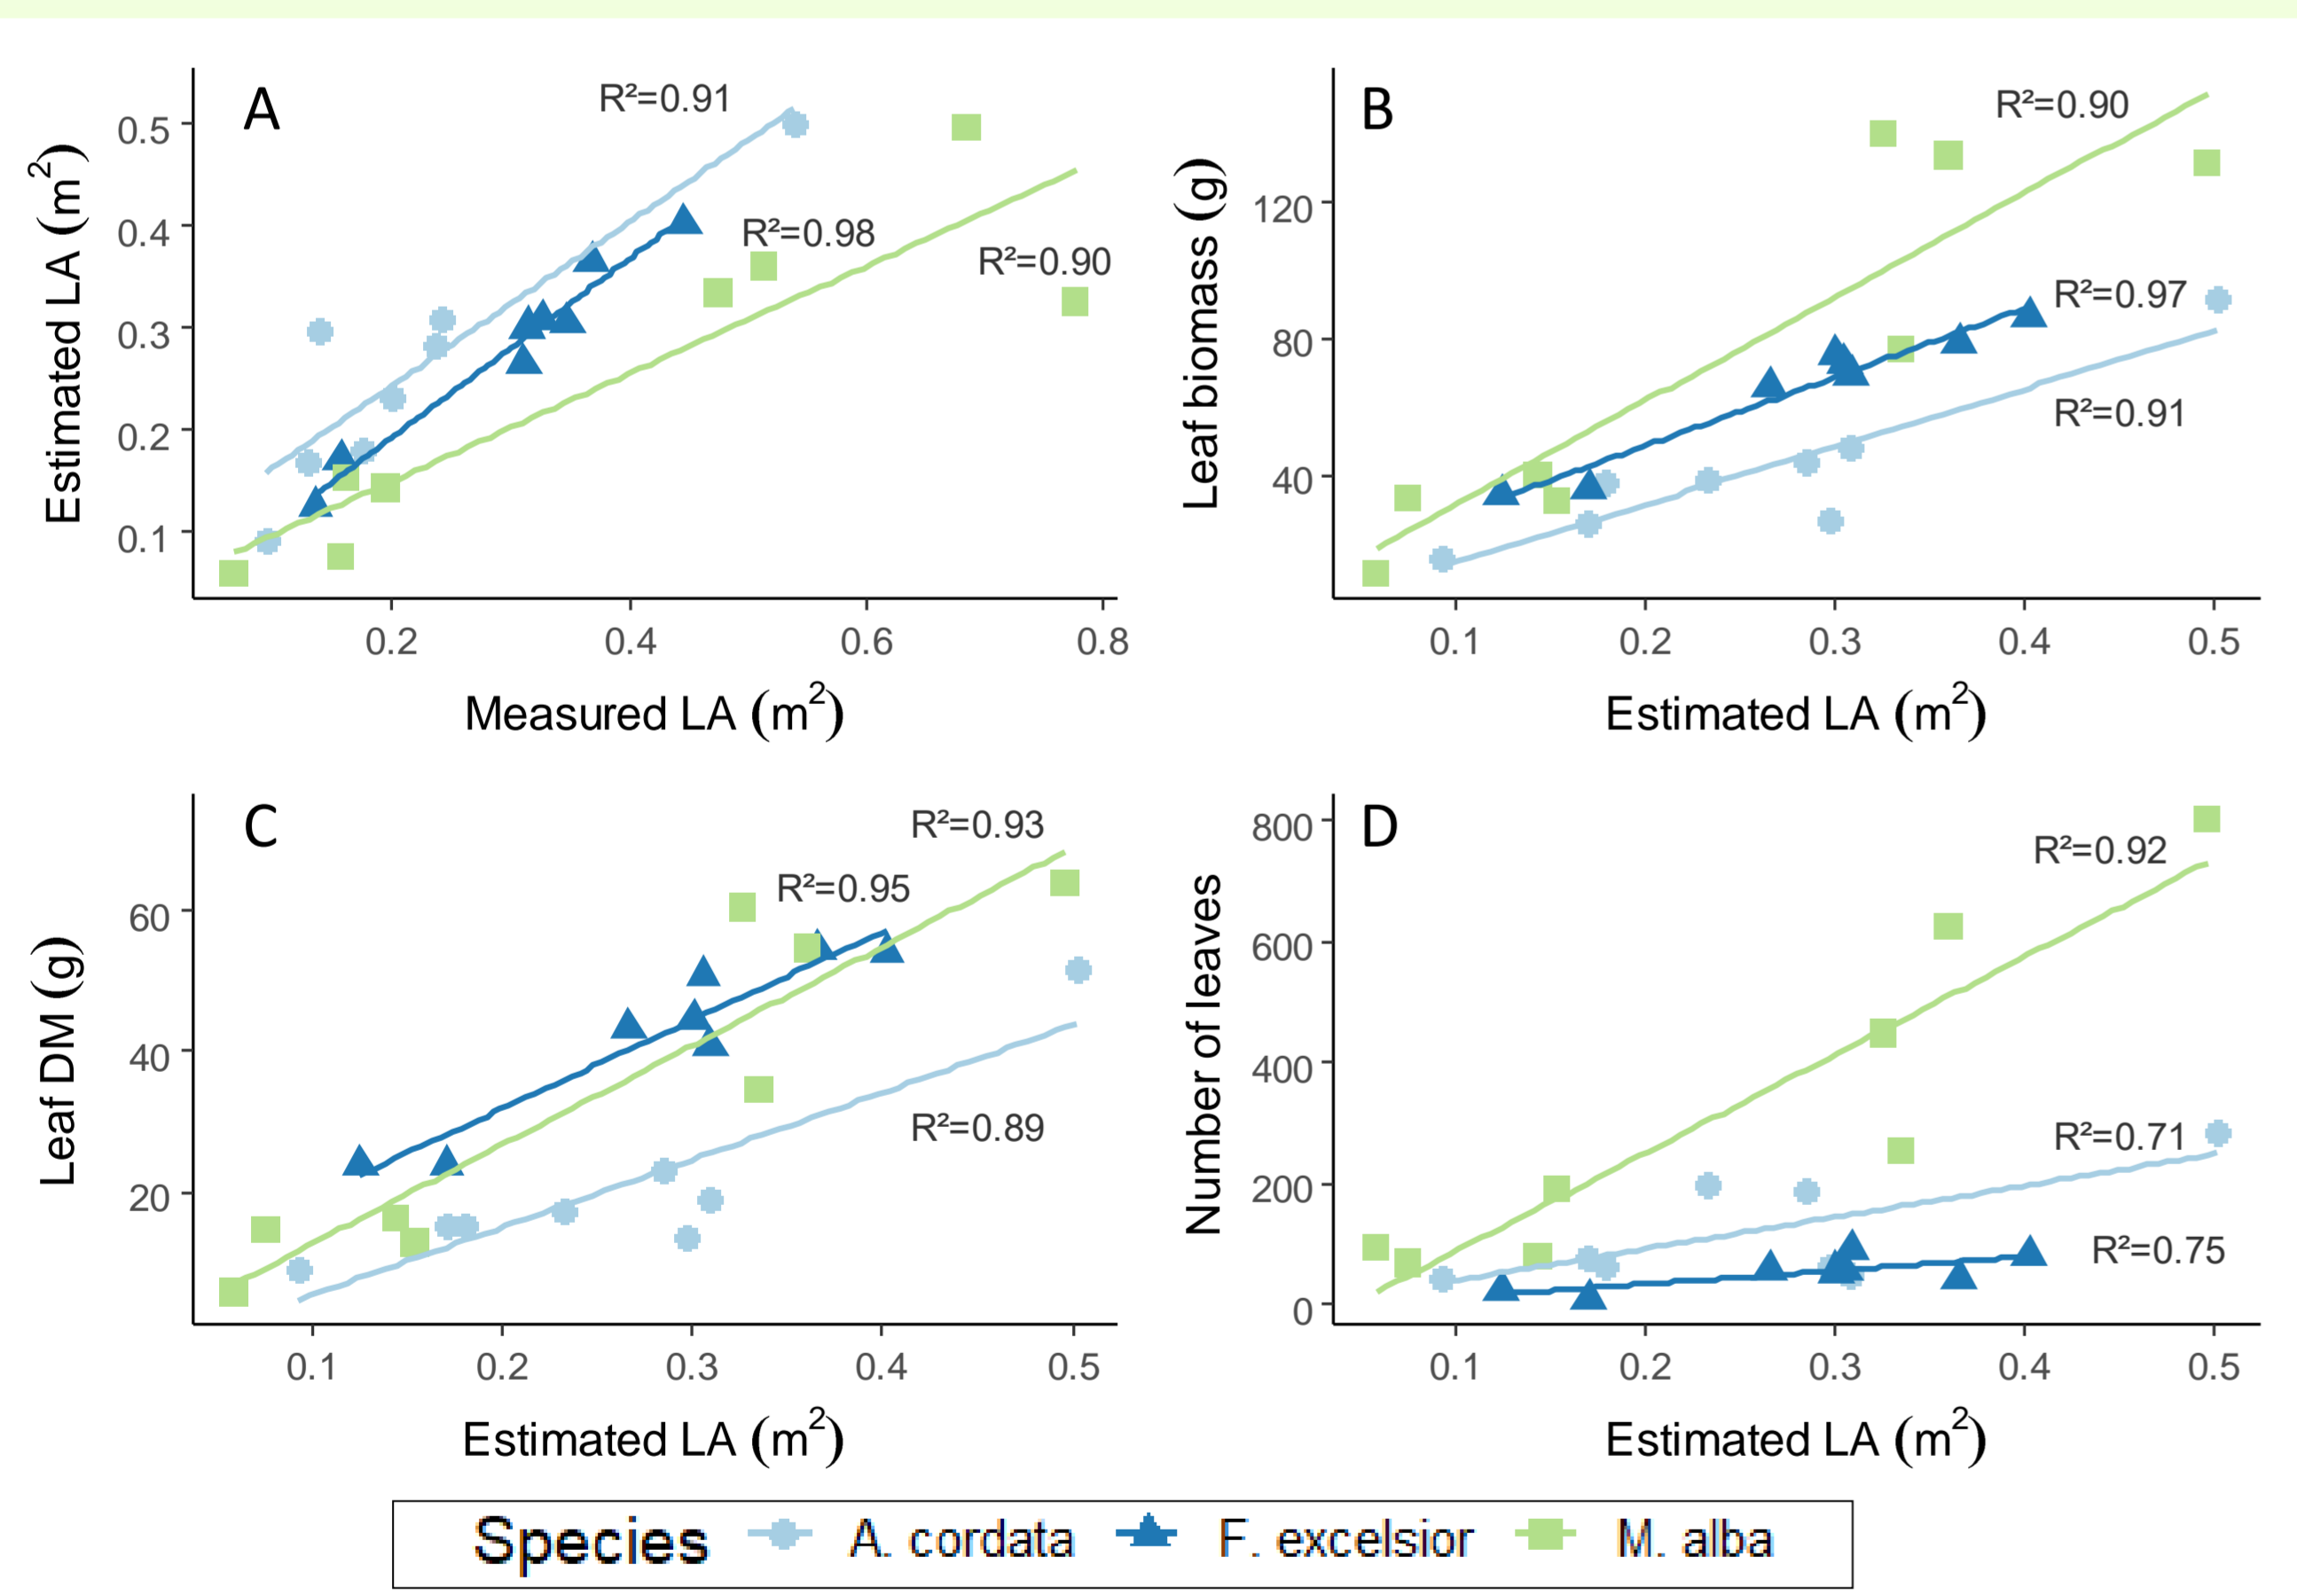 A
R²=0.91
R²=0.98
R²=0.90
Estimated LA (m²)
0.5
0.4
0.3
0.2
0.1
0.2 0.4 0.6 0.8
Measured LA (m²)
B
R²=0.90
R²=0.97
R²=0.91
Leaf biomass (g)
120
80
40
0.1 0.2 0.3 0.4 0.5
Estimated LA (m²)
C
R²=0.93
R²=0.95
R²=0.89
Leaf DM (g)
60
40
20
0.1 0.2 0.3 0.4 0.5
Estimated LA (m²)
D
R²=0.92
R²=0.71
R²=0.75
Number of leaves
800
600
400
200
0
0.1 0.2 0.3 0.4 0.5
Estimated LA (m²)
Species A. cordata F. excelsior M. alba